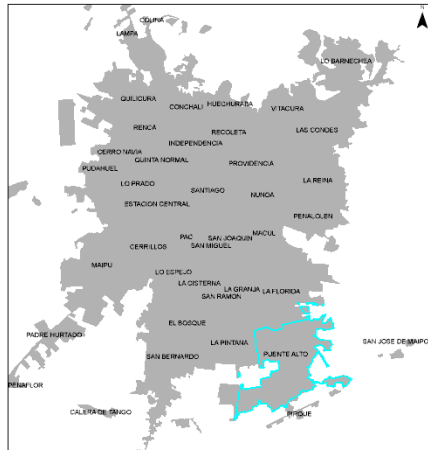 N
COLINA
LAMPA
LO BARNECHEA
QUILICURA
CONCHALI
HUECHURABA
VITACURA
RENCA
RECOLETA
LAS CONDES
INDEPENDENCIA
CERRO NAVIA
QUINTA NORMAL
PROVIDENCIA
PUDAHUEL
LA REINA
LO PRADO
SANTIAGO
NUNOA
ESTACION CENTRAL
PENALOLEN
MACUL
PAC
SAN JOAQUIN
CERRILLOS
SAN MIGUEL
MAIPU
LO ESPEJO
LA CISTERNA
LA GRANJA
LA FLORIDA
SAN RAMON
EL BOSQUE
PADRE HURTADO
LA PINTANA
SAN JOSE DE MAIPO
SAN BERNARDO
PUENTE ALTO
PENAFLOR
CALERA DE TANGO
PIRQUE